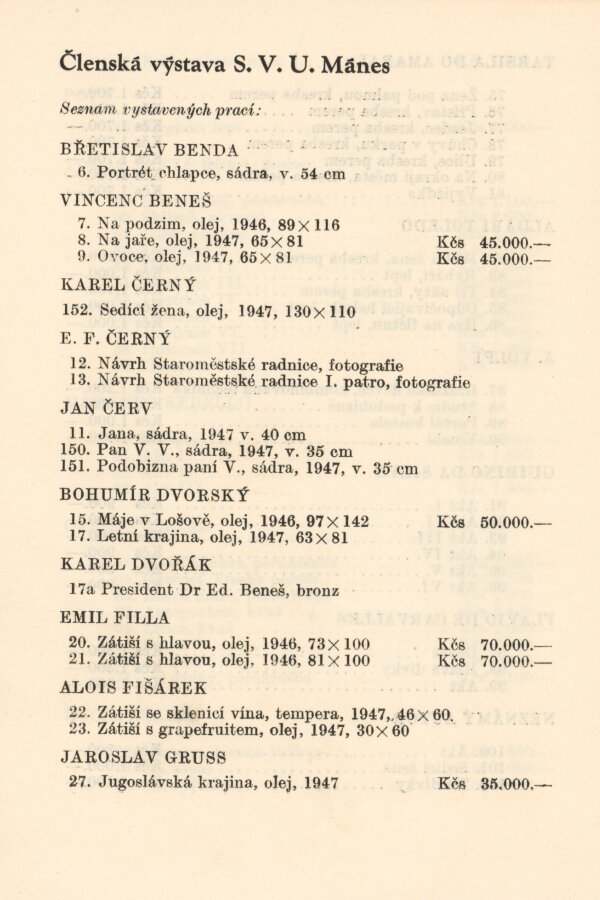 Členská výstava S. V. U. Mánes
Seznam vystavených prací:
BŘETISLAV BENDA
6. Portrét chlapce, sádra, v. 54 cm
VINCENC BENEŠ
7. Na podzim, olej, 1946, 89×116
8. Na jaře, olej, 1947, 65×81 Kčs 45.000.—
9. Ovoce, olej, 1947, 65×81 Kčs 45.000.—
KAREL ČERNÝ
152. Sedící žena, olej, 1947, 130×110
E. F. ČERNÝ
12. Návrh Staroměstské radnice, fotografie
13. Návrh Staroměstské radnice I. patro, fotografie
JAN ČERV
11. Jana, sádra, 1947 v. 40 cm
150. Pan V. V., sádra, 1947, v. 35 cm
151. Podobizna paní V., sádra, 1947, v. 35 cm
BOHUMÍR DVORSKÝ
15. Máje v Lošově, olej, 1946, 97×142 Kčs 50.000.—
17. Letní krajina, olej, 1947, 63×81
KAREL DVOŘÁK
17a President Dr Ed. Beneš, bronz
EMIL FILLA
20. Zátiší s hlavou, olej, 1946, 73×100 Kčs 70.000.—
21. Zátiší s hlavou, olej, 1946, 81×100 Kčs 70.000.—
ALOIS FIŠÁREK
22. Zátiší se sklenicí vína, tempera, 1947, 46×60.
23. Zátiší s grapefruitem, olej, 1947, 30×60
JAROSLAV GRUSS
27. Jugoslávská krajina, olej, 1947 Kčs 35.000.—